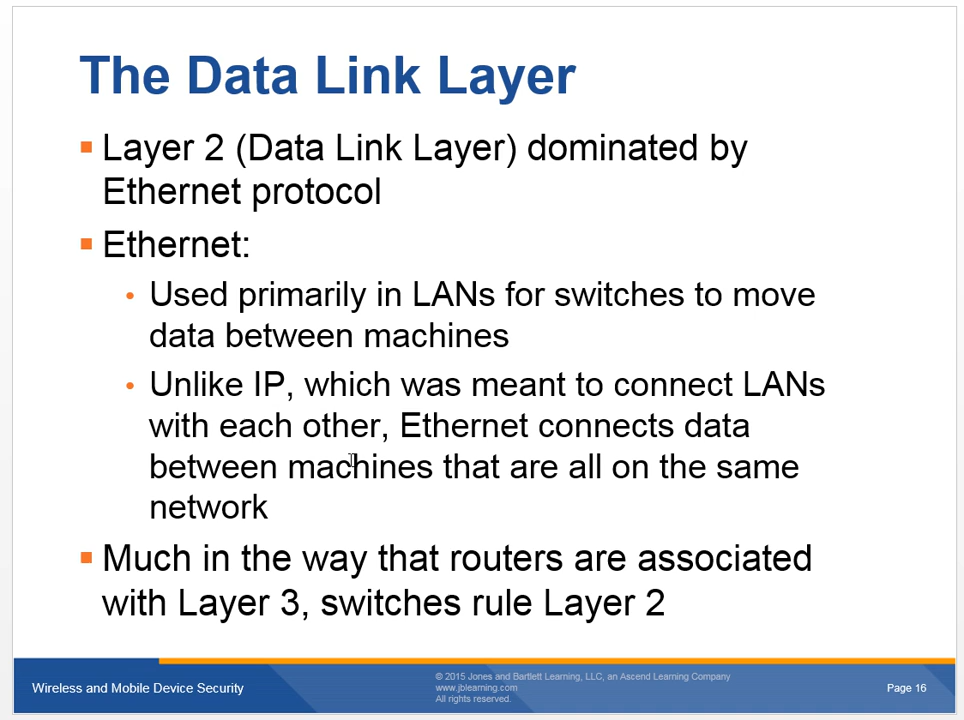 The Data Link Layer
Layer 2 (Data Link Layer) dominated by
Ethernet protocol
Ethernet:
Used primarily in LANs for switches to move
data between machines
Unlike IP, which was meant to connect LANs
with each other, Ethernet connects data
between machines that are all on the same
network
Much in the way that routers are associated
with Layer 3, switches rule Layer 2
Wireless and Mobile Device Security
© 2015 Jones and Bartlett Learning, LLC, an Ascend Learning Company
www.jblearning.com
All rights reserved.
Page 16